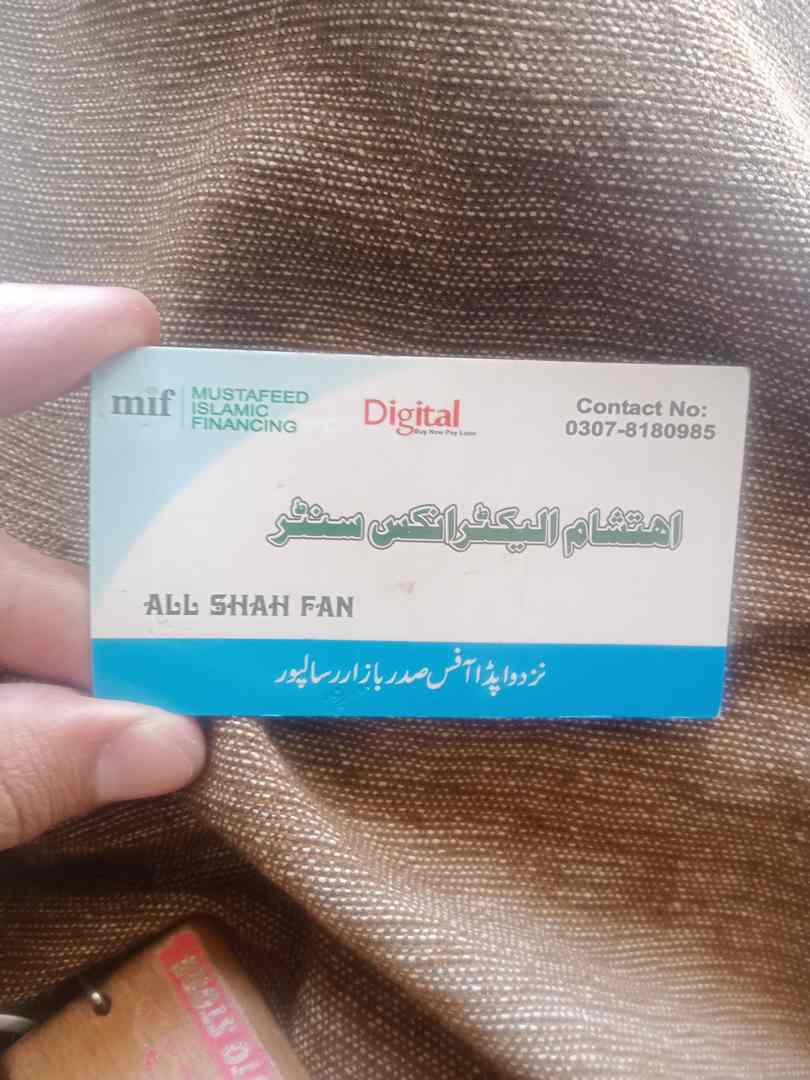 mif
MUSTAFEED
ISLAMIC
FINANCING
Digital
Buy Now Pay Later
Contact No:
0307-8180985
اهتشام الیکٹرانکس سنٹر
ALL SHAH FAN
نزد واپڈا آفس صدر بازار رسالپور